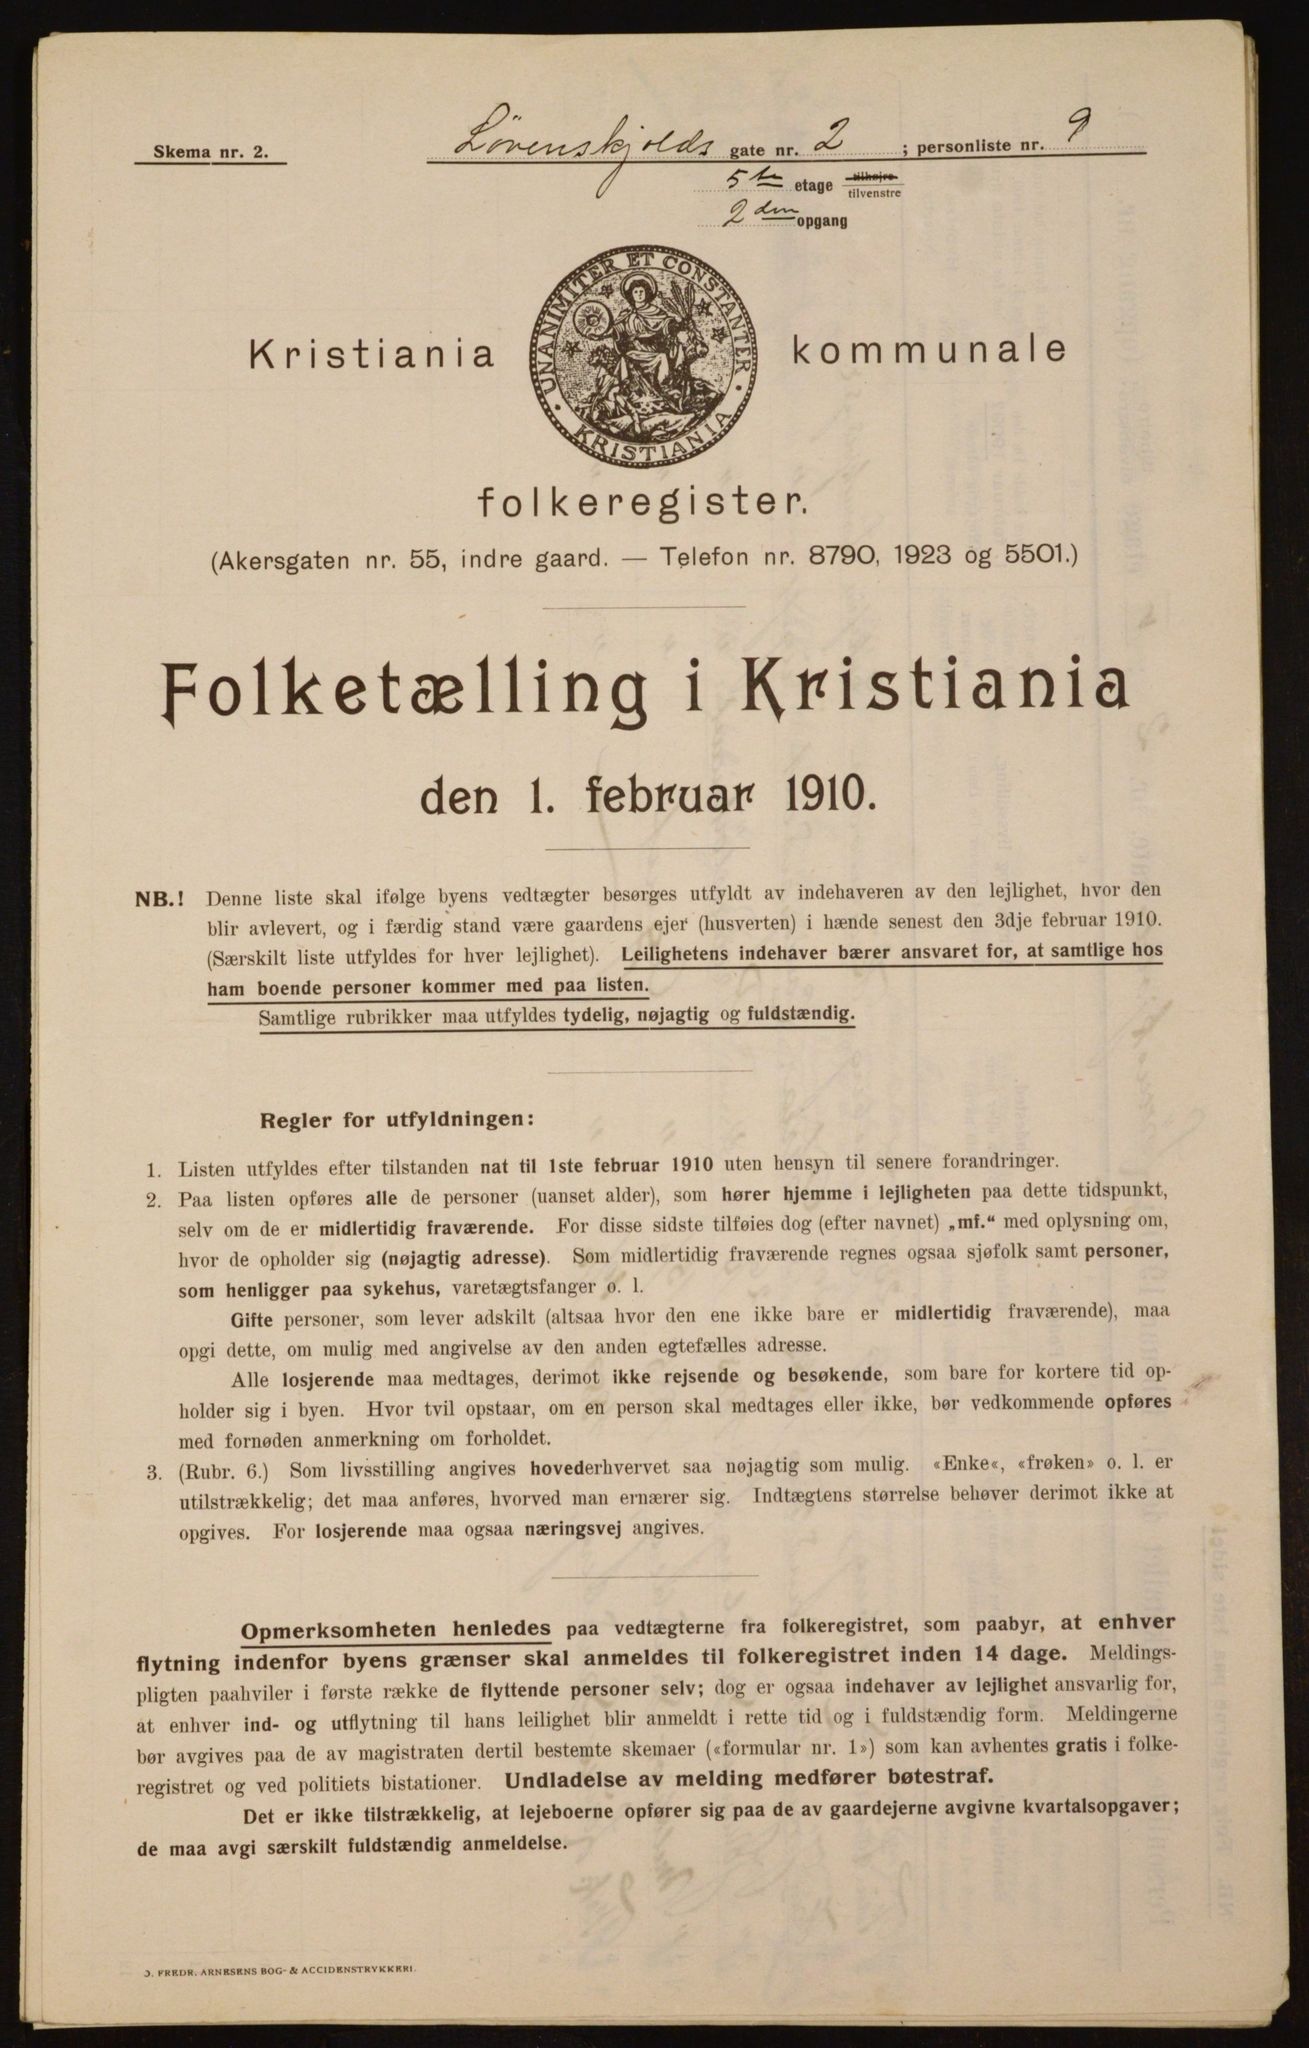 Skema nr. 2.
Lövenskjolds gate nr. 2 ; personliste nr. 9
5te etage tilhøjre
tilvenstre
2den opgang
UNANIMITER ET CONSTANTER
KRISTIANIA
Kristiania kommunale
folkeregister.
(Akersgaten nr. 55, indre gaard. — Telefon nr. 8790, 1923 og 5501.)
Folketælling i Kristiania
den 1. februar 1910.
NB.! Denne liste skal ifølge byens vedtægter besørges utfyldt av indehaveren av den lejlighet, hvor den
blir avlevert, og i færdig stand være gaardens ejer (husverten) i hænde senest den 3dje februar 1910.
(Særskilt liste utfyldes for hver lejlighet). Leilighetens indehaver bærer ansvaret for, at samtlige hos
ham boende personer kommer med paa listen.
Samtlige rubrikker maa utfyldes tydelig, nøjagtig og fuldstændig.
Regler for utfyldningen:
1. Listen utfyldes efter tilstanden nat til 1ste februar 1910 uten hensyn til senere forandringer.
2. Paa listen opføres alle de personer (uanset alder), som hører hjemme i lejligheten paa dette tidspunkt,
selv om de er midlertidig fraværende. For disse sidste tilføies dog (efter navnet) „mf.“ med oplysning om,
hvor de opholder sig (nøjagtig adresse). Som midlertidig fraværende regnes ogsaa sjøfolk samt personer,
som henligger paa sykehus, varetægtsfanger o. l.
Gifte personer, som lever adskilt (altsaa hvor den ene ikke bare er midlertidig fraværende), maa
opgi dette, om mulig med angivelse av den anden egtefælles adresse.
Alle losjerende maa medtages, derimot ikke rejsende og besøkende, som bare for kortere tid op-
holder sig i byen. Hvor tvil opstaar, om en person skal medtages eller ikke, bør vedkommende opføres
med fornøden anmerkning om forholdet.
3. (Rubr. 6.) Som livsstilling angives hovederhvervet saa nøjagtig som mulig. «Enke«, «frøken» o. l. er
utilstrækkelig; det maa anføres, hvorved man ernærer sig. Indtægtens størrelse behøver derimot ikke at
opgives. For losjerende maa ogsaa næringsvej angives.
Opmerksomheten henledes paa vedtægterne fra folkeregistret, som paabyr, at enhver
flytning indenfor byens grænser skal anmeldes til folkeregistret inden 14 dage. Meldings-
pligten paahviler i første række de flyttende personer selv; dog er ogsaa indehaver av lejlighet ansvarlig for,
at enhver ind- og utflytning til hans leilighet blir anmeldt i rette tid og i fuldstændig form. Meldingerne
bør avgives paa de av magistraten dertil bestemte skemaer («formular nr. 1») som kan avhentes gratis i folke-
registret og ved politiets bistationer. Undladelse av melding medfører bøtestraf.
Det er ikke tilstrækkelig, at lejeboerne opfører sig paa de av gaardejerne avgivne kvartalsopgaver;
de maa avgi særskilt fuldstændig anmeldelse.
O. FREDR. ARNESENS BOG- & ACCIDENSTRYKKERI.